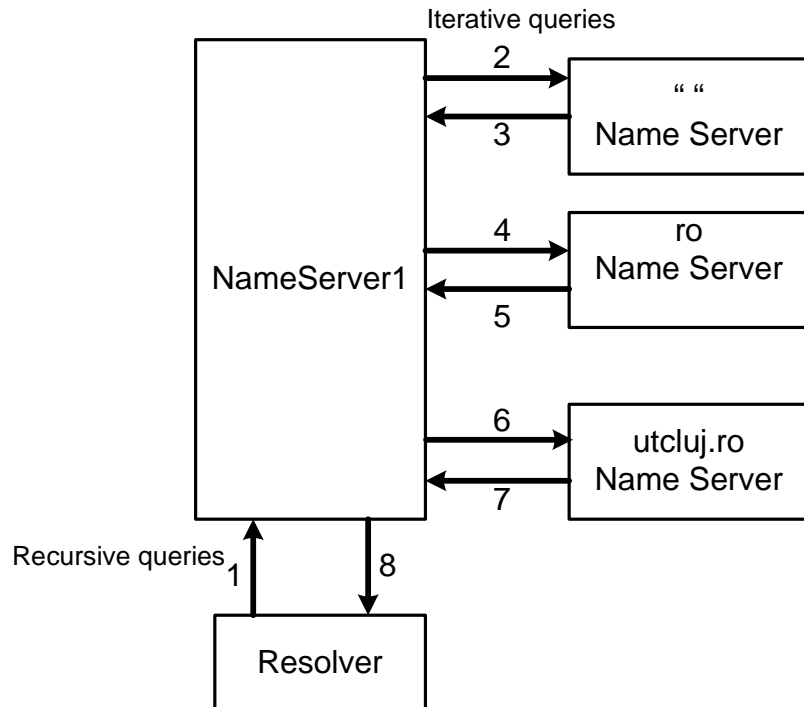 Iterative queries
2
“ “
Name Server
3
4
ro
Name Server
NameServer1
5
6
utcluj.ro
Name Server
7
Recursive queries
1
8
Resolver